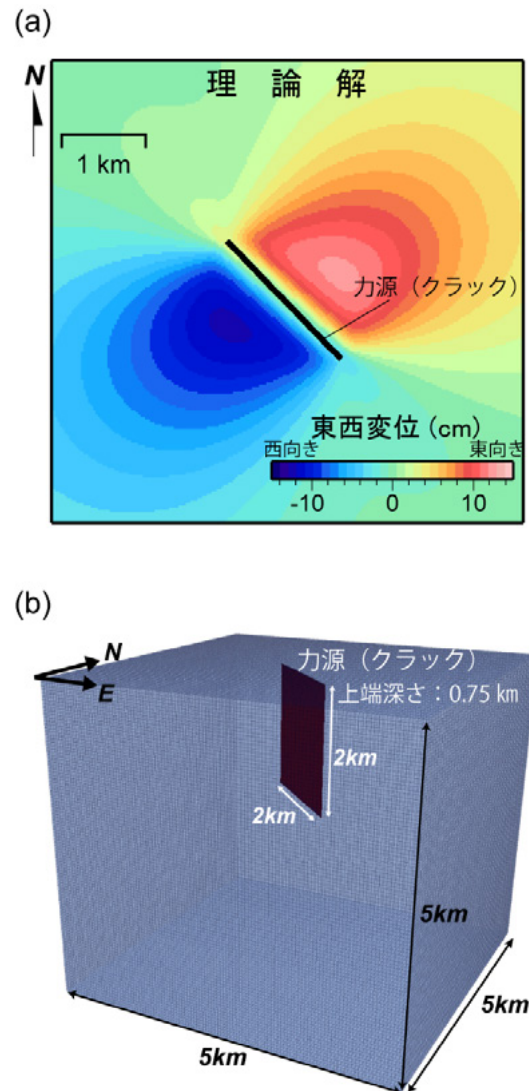 (a)
理 論 解
N
1 km
力源（クラック）
東西変位 (cm)
西向き 東向き
-10 0 10
(b)
N
E
力源（クラック）
上端深さ：0.75 km
2km
2km
5km
5km
5km